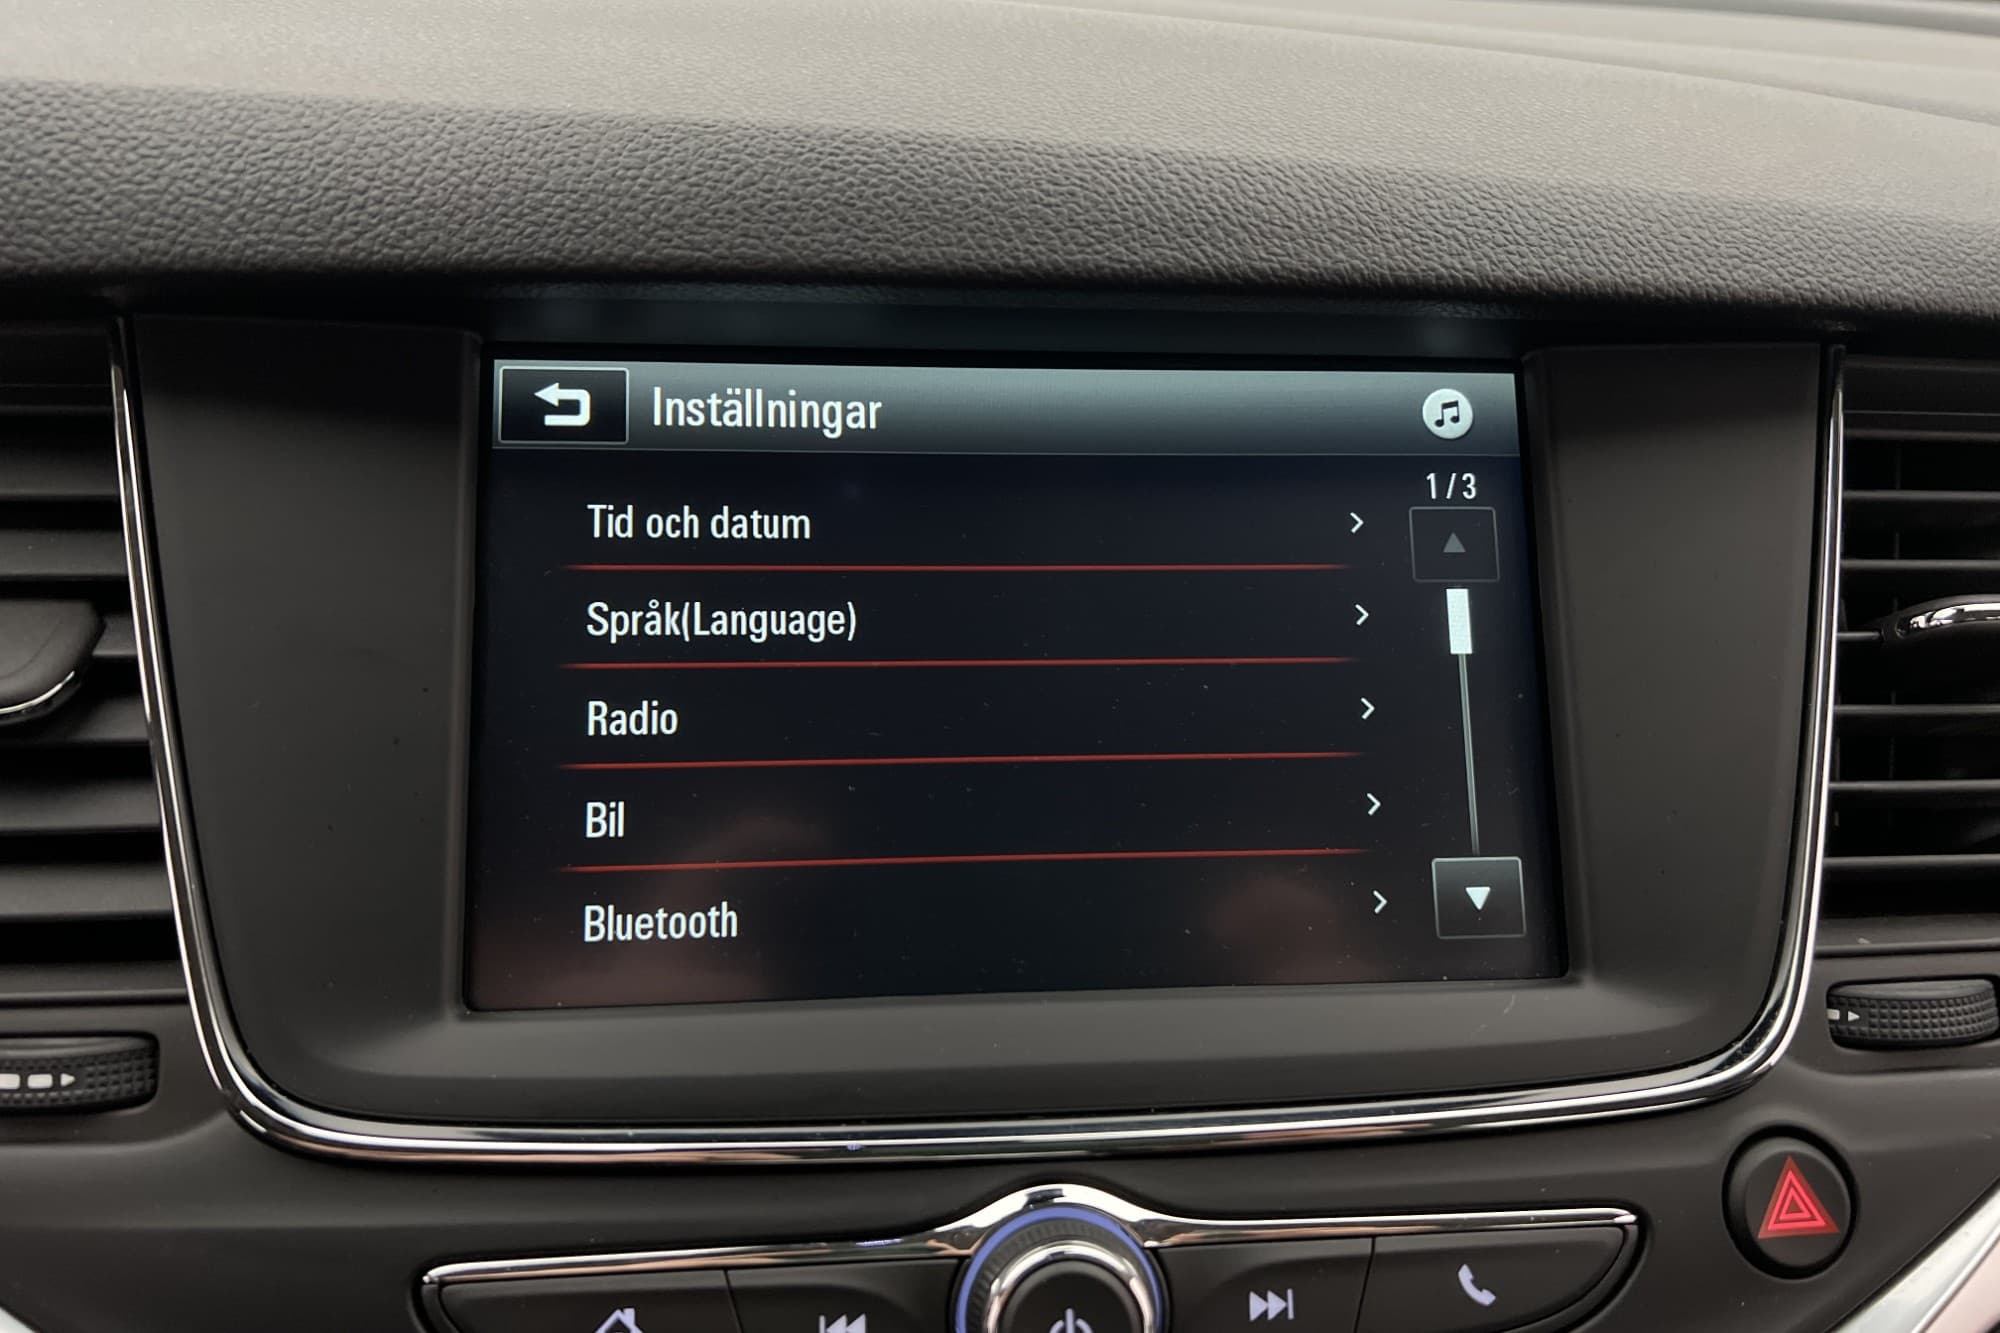 Inställningar
1/3
Tid och datum
Språk(Language)
Radio
Bil
Bluetooth